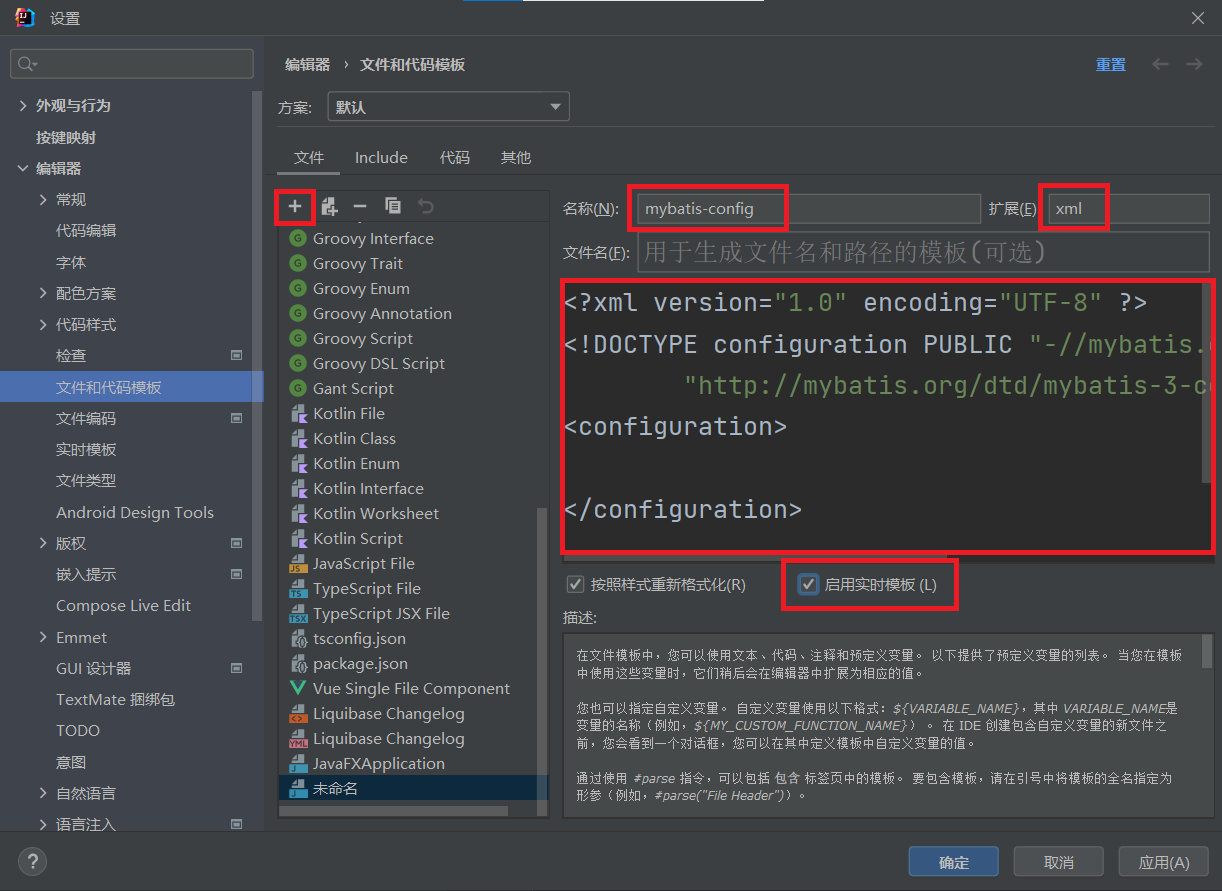 设置
编辑器 › 文件和代码模板
重置
外观与行为
按键映射
编辑器
常规
代码编辑
字体
配色方案
代码样式
检查
文件和代码模板
文件编码
实时模板
文件类型
Android Design Tools
版权
嵌入提示
Compose Live Edit
Emmet
GUI 设计器
TextMate 捆绑包
TODO
意图
自然语言
语言注入
方案:
默认
文件 Include 代码 其他
Groovy Interface
Groovy Trait
Groovy Enum
Groovy Annotation
Groovy Script
Groovy DSL Script
Gant Script
Kotlin File
Kotlin Class
Kotlin Enum
Kotlin Interface
Kotlin Worksheet
Kotlin Script
JavaScript File
TypeScript File
TypeScript JSX File
tsconfig.json
package.json
Vue Single File Component
Liquibase Changelog
Liquibase Changelog
JavaFXApplication
未命名
名称(N): mybatis-config 扩展(E) xml
文件名(F): 用于生成文件名和路径的模板(可选)
<?xml version="1.0" encoding="UTF-8" ?>
<!DOCTYPE configuration PUBLIC "-//mybatis.
"http://mybatis.org/dtd/mybatis-3-c
<configuration>
</configuration>
按照样式重新格式化(R) 启用实时模板 (L)
描述:
在文件模板中，您可以使用文本、代码、注释和预定义变量。 以下提供了预定义变量的列表。 当您在模板
中使用这些变量时，它们稍后会在编辑器中扩展为相应的值。
您也可以指定自定义变量。 自定义变量使用以下格式: ${VARIABLE_NAME}，其中 VARIABLE_NAME是
变量的名称（例如，${MY_CUSTOM_FUNCTION_NAME}）。 在 IDE 创建包含自定义变量的新文件之
前，您会看到一个对话框，您可以在其中定义模板中自定义变量的值。
通过使用 #parse 指令，可以包括 包含 标签页中的模板。 要包含模板，请在引号中将模板的全名指定为
形参（例如，#parse("File Header")）。
?
确定 取消 应用(A)